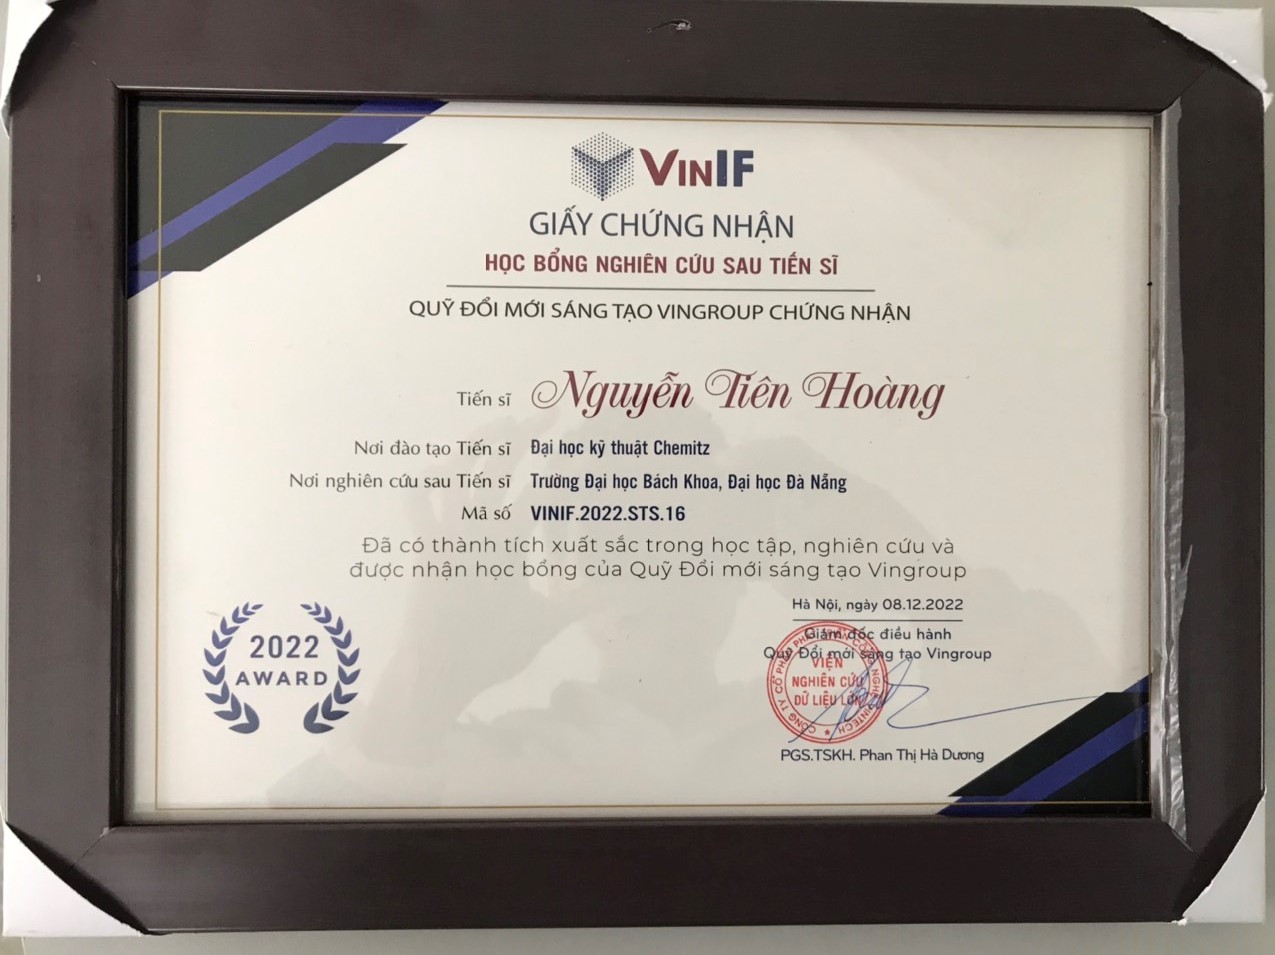 VINIF
GIẤY CHỨNG NHẬN
HỌC BỔNG NGHIÊN CỨU SAU TIẾN SĨ
QUỸ ĐỔI MỚI SÁNG TẠO VINGROUP CHỨNG NHẬN
Tiến sĩ Nguyễn Tiên Hoàng
Nơi đào tạo Tiến sĩ Đại học kỹ thuật Chemitz
Nơi nghiên cứu sau Tiến sĩ Trường Đại học Bách Khoa, Đại học Đà Nẵng
Mã số VINIF.2022.STS.16
Đã có thành tích xuất sắc trong học tập, nghiên cứu và
được nhận học bổng của Quỹ Đổi mới sáng tạo Vingroup
Hà Nội, ngày 08.12.2022
Giám đốc điều hành
Quỹ Đổi mới sáng tạo Vingroup
2022
AWARD
VIỆN
NGHIÊN CỨU
DỮ LIỆU LỚN
PGS.TSKH. Phan Thị Hà Dương